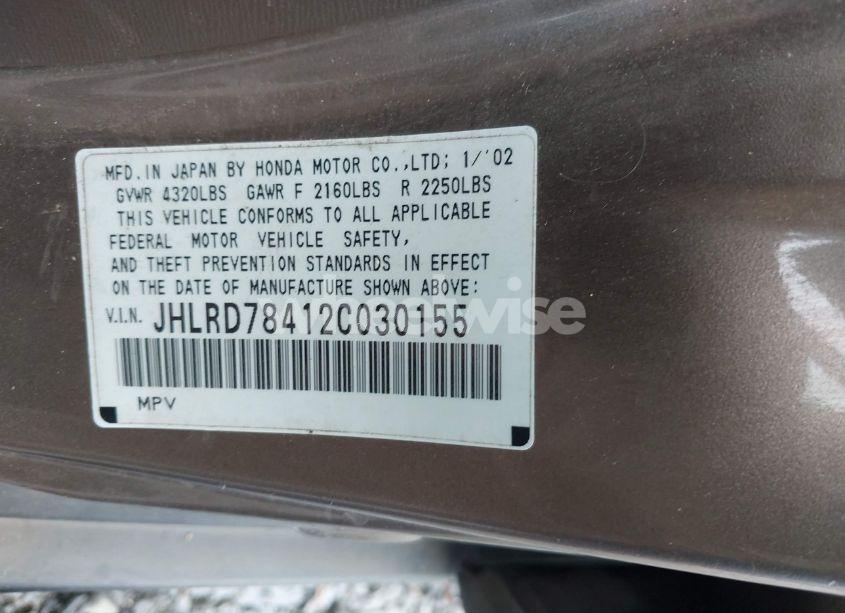 MFD.IN JAPAN BY HONDA MOTOR CO.,LTD; 1/'02
GVWR 4320LBS GAWR F 2160LBS R 2250LBS
THIS VEHICLE CONFORMS TO ALL APPLICABLE
FEDERAL MOTOR VEHICLE SAFETY,
AND THEFT PREVENTION STANDARDS IN EFFECT
ON THE DATE OF MANUFACTURE SHOWN ABOVE:
V.I.N. JHLRD78412C030155
MPV
wheelwise